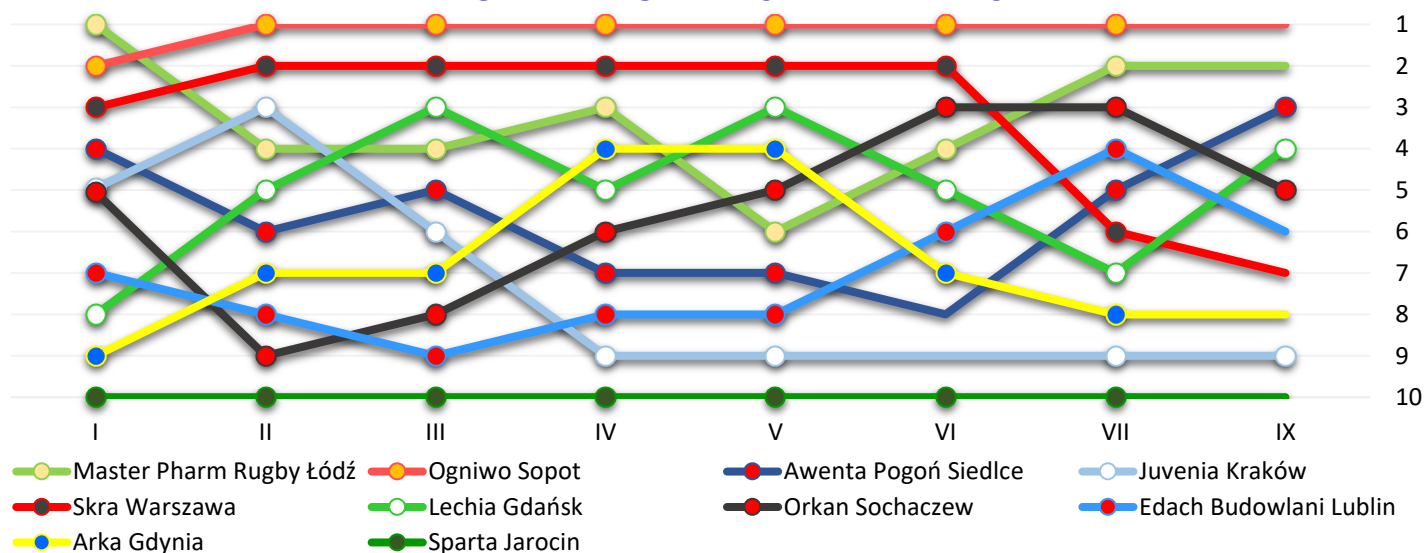 1
2
3
4
5
6
7
8
9
10
I II III IV V VI VII IX
Master Pharm Rugby Łódź Ogniwo Sopot Awenta Pogoń Siedlce Juvenia Kraków
Skra Warszawa Lechia Gdańsk Orkan Sochaczew Edach Budowlani Lublin
Arka Gdynia Sparta Jarocin